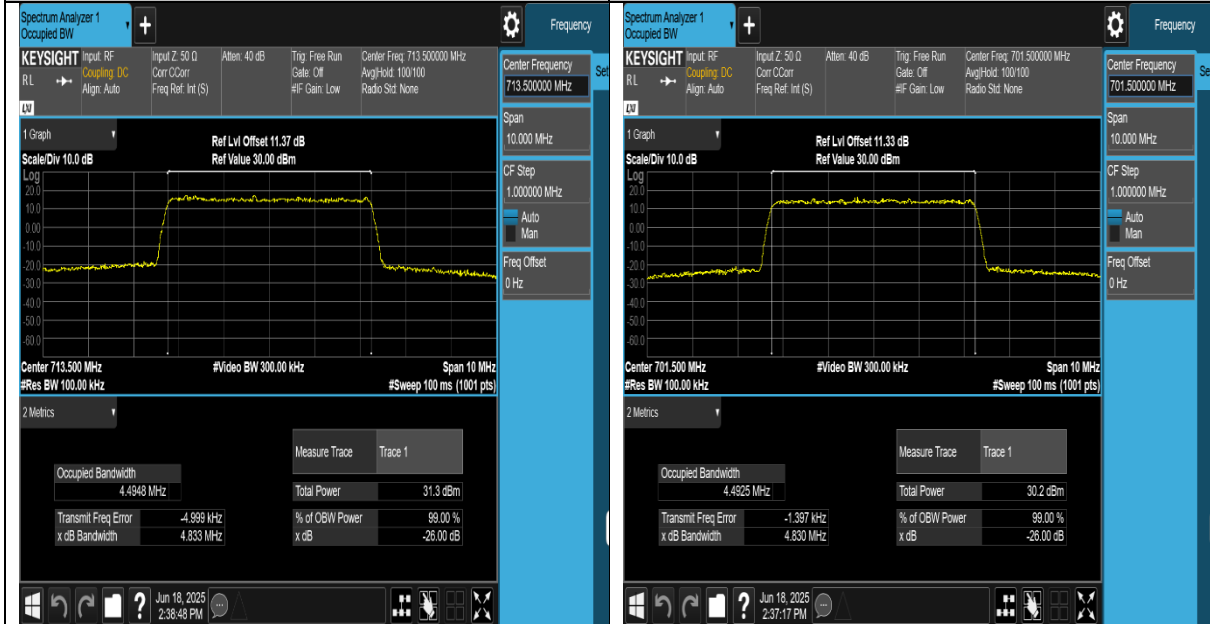 Spectrum Analyzer 1
Occupied BW
+
Frequency
KEYSIGHT
RL
LXI
Input: RF
Coupling: DC
Align: Auto
Input Z: 50 Ω
Corr CCorr
Freq Ref: Int (S)
Atten: 40 dB
Trig: Free Run
Gate: Off
#IF Gain: Low
Center Freq: 713.500000 MHz
Avg|Hold: 100/100
Radio Std: None
Center Frequency
713.500000 MHz
Set
Span
10.000 MHz
CF Step
1.000000 MHz
Auto
Man
Freq Offset
0 Hz
1 Graph
Scale/Div 10.0 dB
Ref Lvl Offset 11.37 dB
Ref Value 30.00 dBm
Log
20.0
10.0
0.00
-10.0
-20.0
-30.0
-40.0
-50.0
-60.0
Center 713.500 MHz
#Video BW 300.00 kHz
Span 10 MHz
#Res BW 100.00 kHz
#Sweep 100 ms (1001 pts)
2 Metrics
Measure Trace
Trace 1
Occupied Bandwidth
4.4948 MHz
Total Power
31.3 dBm
Transmit Freq Error
-4.999 kHz
% of OBW Power
99.00 %
x dB Bandwidth
4.833 MHz
x dB
-26.00 dB
?
Jun 18, 2025
2:38:48 PM
Spectrum Analyzer 1
Occupied BW
+
Frequency
KEYSIGHT
RL
LXI
Input: RF
Coupling: DC
Align: Auto
Input Z: 50 Ω
Corr CCorr
Freq Ref: Int (S)
Atten: 40 dB
Trig: Free Run
Gate: Off
#IF Gain: Low
Center Freq: 701.500000 MHz
Avg|Hold: 100/100
Radio Std: None
Center Frequency
701.500000 MHz
Se
Span
10.000 MHz
CF Step
1.000000 MHz
Auto
Man
Freq Offset
0 Hz
1 Graph
Scale/Div 10.0 dB
Ref Lvl Offset 11.33 dB
Ref Value 30.00 dBm
Log
20.0
10.0
0.00
-10.0
-20.0
-30.0
-40.0
-50.0
-60.0
Center 701.500 MHz
#Video BW 300.00 kHz
Span 10 MHz
#Res BW 100.00 kHz
#Sweep 100 ms (1001 pts)
2 Metrics
Measure Trace
Trace 1
Occupied Bandwidth
4.4925 MHz
Total Power
30.2 dBm
Transmit Freq Error
-1.397 kHz
% of OBW Power
99.00 %
x dB Bandwidth
4.830 MHz
x dB
-26.00 dB
?
Jun 18, 2025
2:37:17 PM